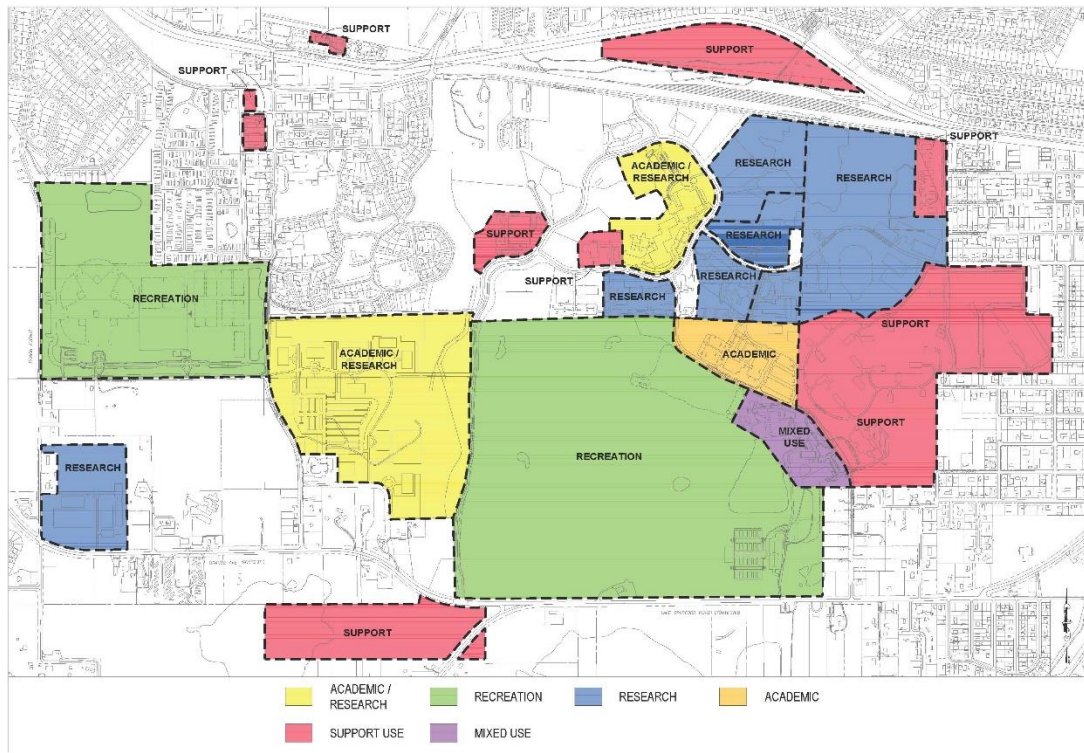 SUPPORT
SUPPORT
SUPPORT
SUPPORT
ACADEMIC /
RESEARCH
RESEARCH
RESEARCH
SUPPORT
RESEARCH
SUPPORT
RESEARCH
RESEARCH
RECREATION
SUPPORT
ACADEMIC /
RESEARCH
ACADEMIC
SUPPORT
MIXED
USE
RECREATION
RESEARCH
SUPPORT
ACADEMIC /
RESEARCH
RECREATION
RESEARCH
ACADEMIC
SUPPORT USE
MIXED USE